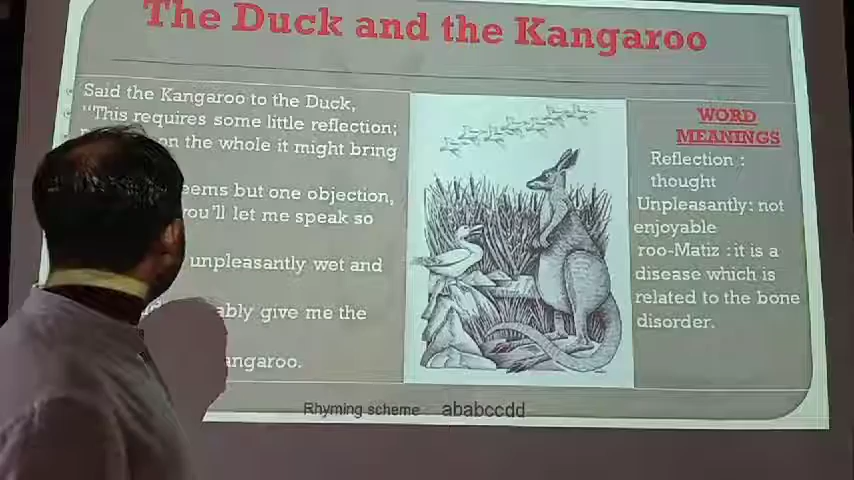 The Duck and the Kangaroo
Said the Kangaroo to the Duck,
“This requires some little reflection;
on the whole it might bring
eems but one objection,
you'll let me speak so
unpleasantly wet and
ably give me the
angaroo.
WORD
MEANINGS
Reflection :
thought
Unpleasantly: not
enjoyable
roo-Matiz : it is a
disease which is
related to the bone
disorder.
Rhyming scheme ababccdd